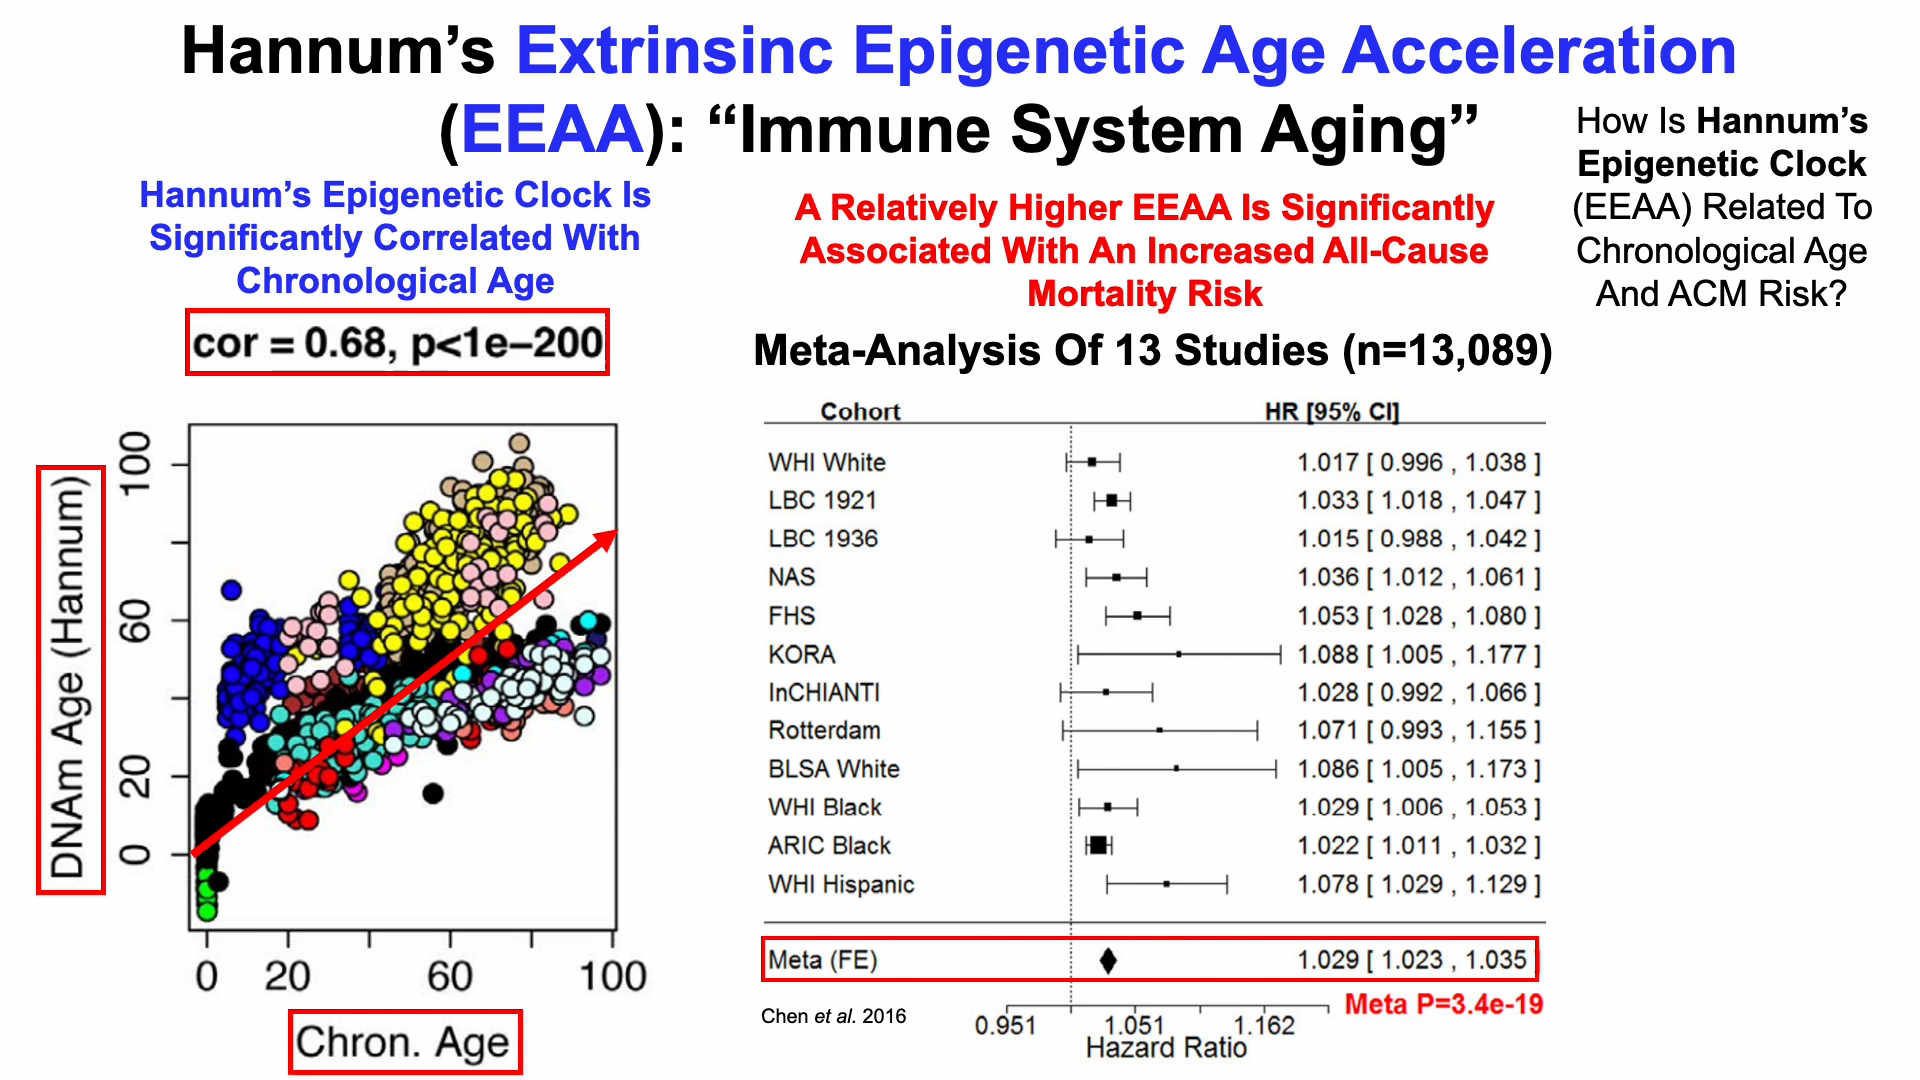 Hannum’s Extrinsinc Epigenetic Age Acceleration
(EEAA): “Immune System Aging”
How Is Hannum’s
Epigenetic Clock
(EEAA) Related To
Chronological Age
And ACM Risk?
Hannum’s Epigenetic Clock Is
Significantly Correlated With
Chronological Age
cor = 0.68, p<1e−200
DNAm Age (Hannum)
100
60
20
0
0 20 60 100
Chron. Age
A Relatively Higher EEAA Is Significantly
Associated With An Increased All-Cause
Mortality Risk
Meta-Analysis Of 13 Studies (n=13,089)
Cohort HR [95% CI]
WHI White 1.017 [ 0.996 , 1.038 ]
LBC 1921 1.033 [ 1.018 , 1.047 ]
LBC 1936 1.015 [ 0.988 , 1.042 ]
NAS 1.036 [ 1.012 , 1.061 ]
FHS 1.053 [ 1.028 , 1.080 ]
KORA 1.088 [ 1.005 , 1.177 ]
InCHIANTI 1.028 [ 0.992 , 1.066 ]
Rotterdam 1.071 [ 0.993 , 1.155 ]
BLSA White 1.086 [ 1.005 , 1.173 ]
WHI Black 1.029 [ 1.006 , 1.053 ]
ARIC Black 1.022 [ 1.011 , 1.032 ]
WHI Hispanic 1.078 [ 1.029 , 1.129 ]
Meta (FE) 1.029 [ 1.023 , 1.035 ]
Meta P=3.4e-19
Chen et al. 2016
0.951 1.051 1.162
Hazard Ratio